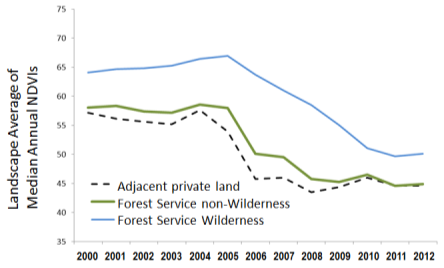 Landscape Average of
Median Annual NDVIs
75
70
65
60
55
50
45
40
35
Adjacent private land
Forest Service non-Wilderness
Forest Service Wilderness
2000 2001 2002 2003 2004 2005 2006 2007 2008 2009 2010 2011 2012